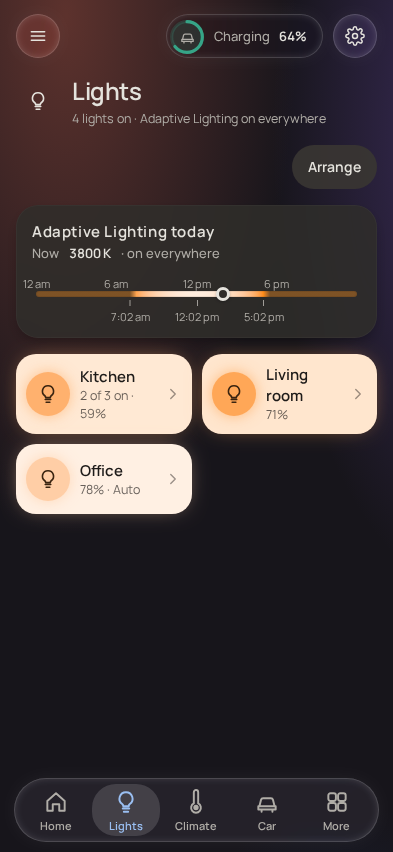 Charging 64%
Lights
4 lights on · Adaptive Lighting on everywhere
Arrange
Adaptive Lighting today
Now 3800 K · on everywhere
12 am 6 am 12 pm 6 pm
7:02 am 12:02 pm 5:02 pm
Kitchen
2 of 3 on ·
59%
Living
room
71%
Office
78% · Auto
Home Lights Climate Car More